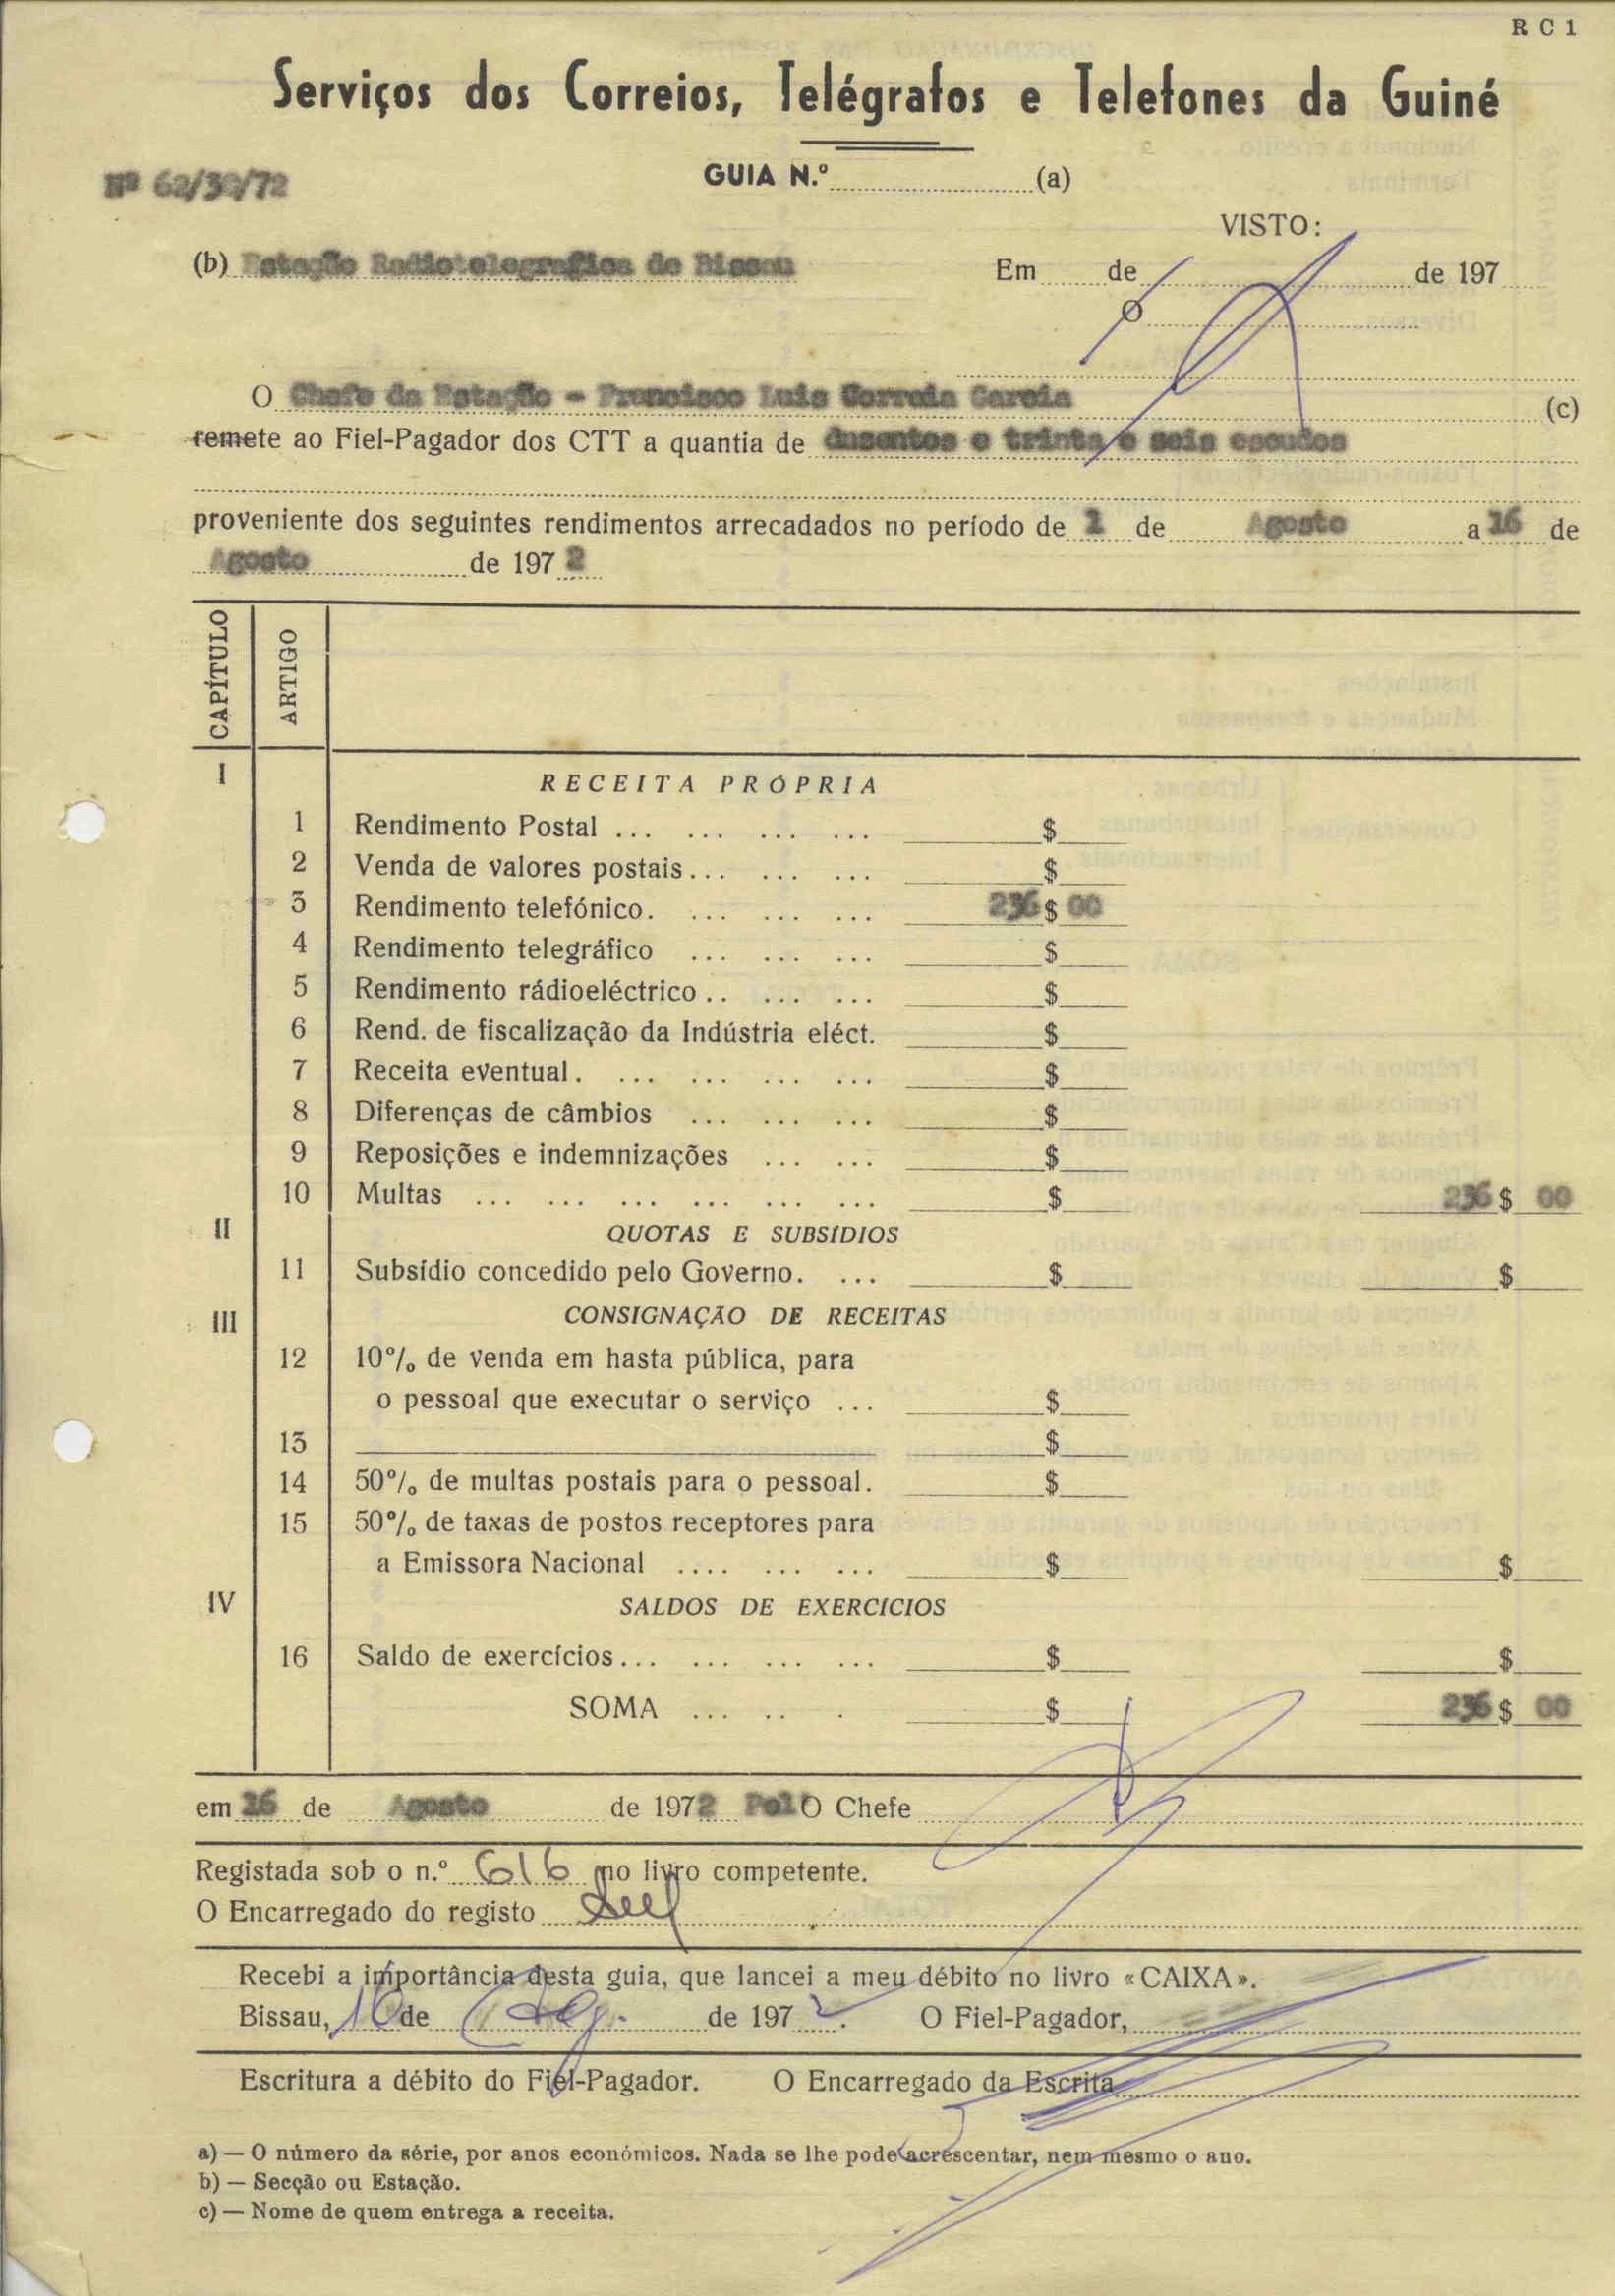 R C 1
Serviços dos Correios, Telégrafos e Telefones da Guiné
GUIA N.º (a)
Nº 62/39/72
VISTO:
(b) Estação Radiotelegrafica de Bissau
Em de de 197
O
O Chefe da Estação - Francisco Luis Correia Garcia (c)
remete ao Fiel-Pagador dos CTT a quantia de duzentos e trinta e seis escudos
proveniente dos seguintes rendimentos arrecadados no período de 1 de Agosto a 16 de
Agosto de 197 2
CAPÍTULO ARTIGO
I RECEITA PRÓPRIA
1 Rendimento Postal ... ... ... ... $
2 Venda de valores postais... ... ... $
3 Rendimento telefónico. ... ... ... 236 $ 00
4 Rendimento telegráfico ... ... ... $
5 Rendimento rádioeléctrico .. ... ... $
6 Rend. de fiscalização da Indústria eléct. $
7 Receita eventual. ... ... ... ... $
8 Diferenças de câmbios ... ... ... $
9 Reposições e indemnizações ... ... $
10 Multas ... ... ... ... ... ... $ 236 $ 00
II QUOTAS E SUBSÍDIOS
11 Subsídio concedido pelo Governo. ... $ $
III CONSIGNAÇÃO DE RECEITAS
12 10% de venda em hasta pública, para
o pessoal que executar o serviço ... $
13 $
14 50% de multas postais para o pessoal. $
15 50% de taxas de postos receptores para
a Emissora Nacional .... ... ... $ $
IV SALDOS DE EXERCÍCIOS
16 Saldo de exercícios... ... ... ... $ $
SOMA ... .. . $ 236 $ 00
em 16 de Agosto de 1972 Pel'O Chefe
Registada sob o n.º 616 no livro competente.
O Encarregado do registo
Recebi a importância desta guia, que lancei a meu débito no livro «CAIXA».
Bissau, 16 de Ag. de 197 2. O Fiel-Pagador,
Escritura a débito do Fiel-Pagador. O Encarregado da Escrita
a) — O número da série, por anos económicos. Nada se lhe pode acrescentar, nem mesmo o ano.
b) — Secção ou Estação.
c) — Nome de quem entrega a receita.